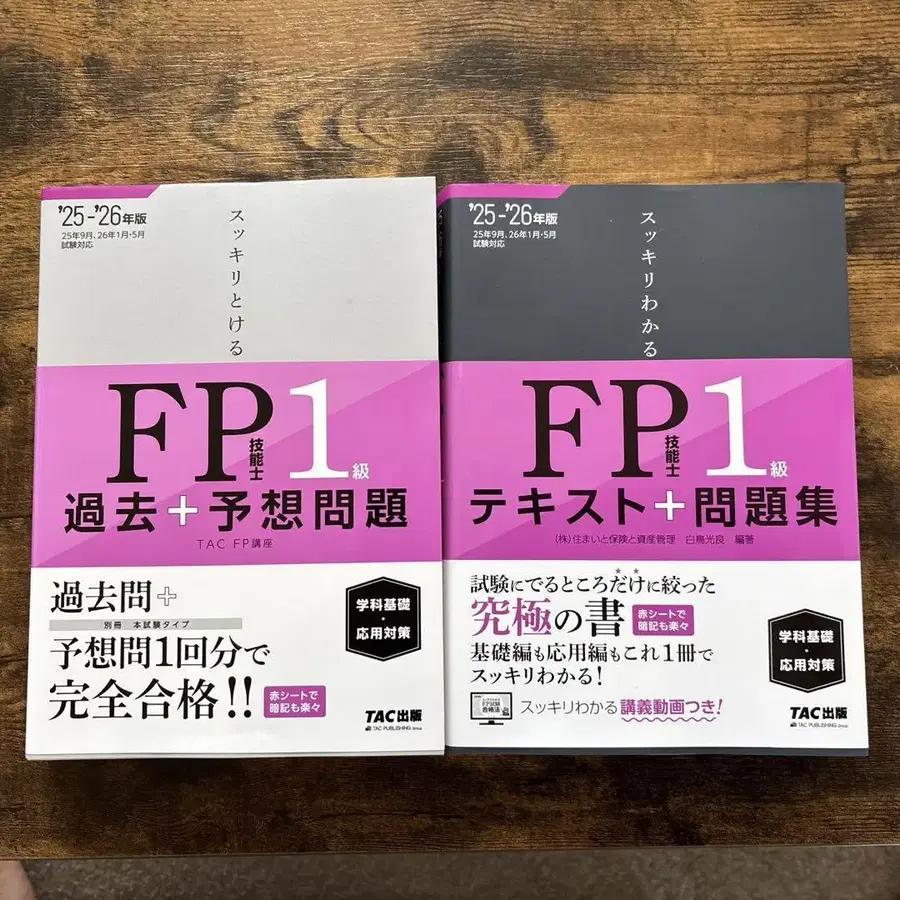 '25-'26年版
25年9月、26年1月・5月
試験対応
スッキリとける
FP技能士1級
過去+予想問題
TAC FP講座
過去問+
別冊 本試験タイプ
予想問1回分で
完全合格!!
赤シートで
暗記も楽々
学科基礎
・
応用対策
TAC出版
TAC PUBLISHING Group
'25-'26年版
25年9月、26年1月・5月
試験対応
スッキリわかる
FP技能士1級
テキスト+問題集
(株)住まいと保険と資産管理 白鳥光良 編著
試験にでるところだけに絞った
究極の書
赤シートで
暗記も楽々
基礎編も応用編もこれ1冊で
スッキリわかる!
FP試験
合格法
スッキリわかる講義動画つき!
学科基礎
・
応用対策
TAC出版
TAC PUBLISHING Group